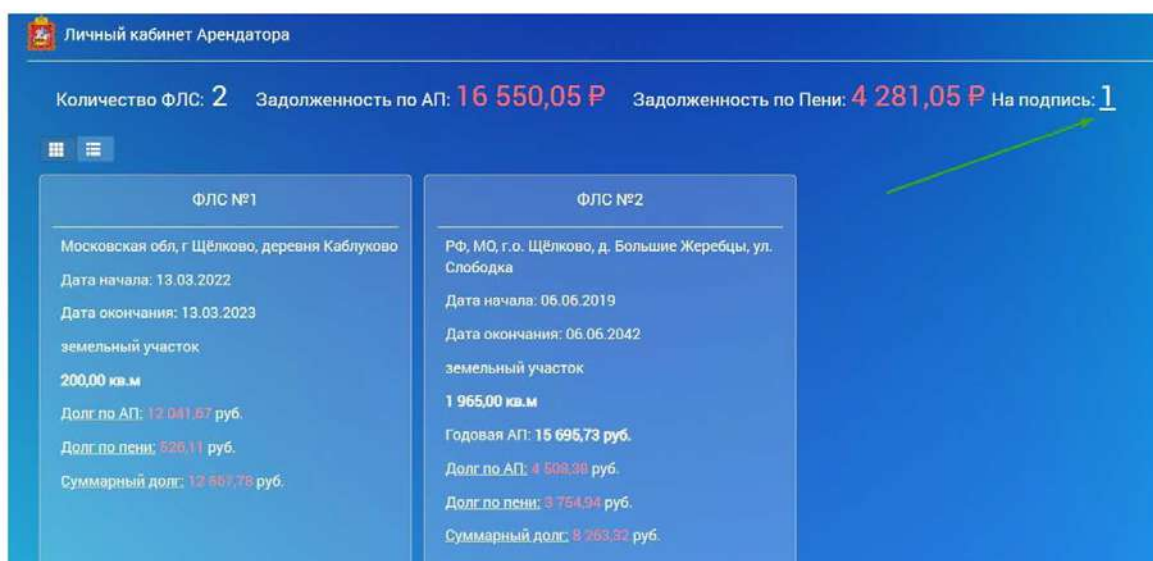 Личный кабинет Арендатора
Количество ФЛС: 2 Задолженность по АП: 16 550,05 ₽ Задолженность по Пени: 4 281,05 ₽ На подпись: 1
ФЛС №1
Московская обл, г Щёлково, деревня Каблуково
Дата начала: 13.03.2022
Дата окончания: 13.03.2023
земельный участок
200,00 кв.м
Долг по АП: 12 041,67 руб.
Долг по пени: 526,11 руб.
Суммарный долг: 12 567,78 руб.
ФЛС №2
РФ, МО, г.о. Щёлково, д. Большие Жеребцы, ул.
Слободка
Дата начала: 06.06.2019
Дата окончания: 06.06.2042
земельный участок
1 965,00 кв.м
Годовая АП: 15 695,73 руб.
Долг по АП: 4 508,38 руб.
Долг по пени: 3 754,94 руб.
Суммарный долг: 8 263,32 руб.